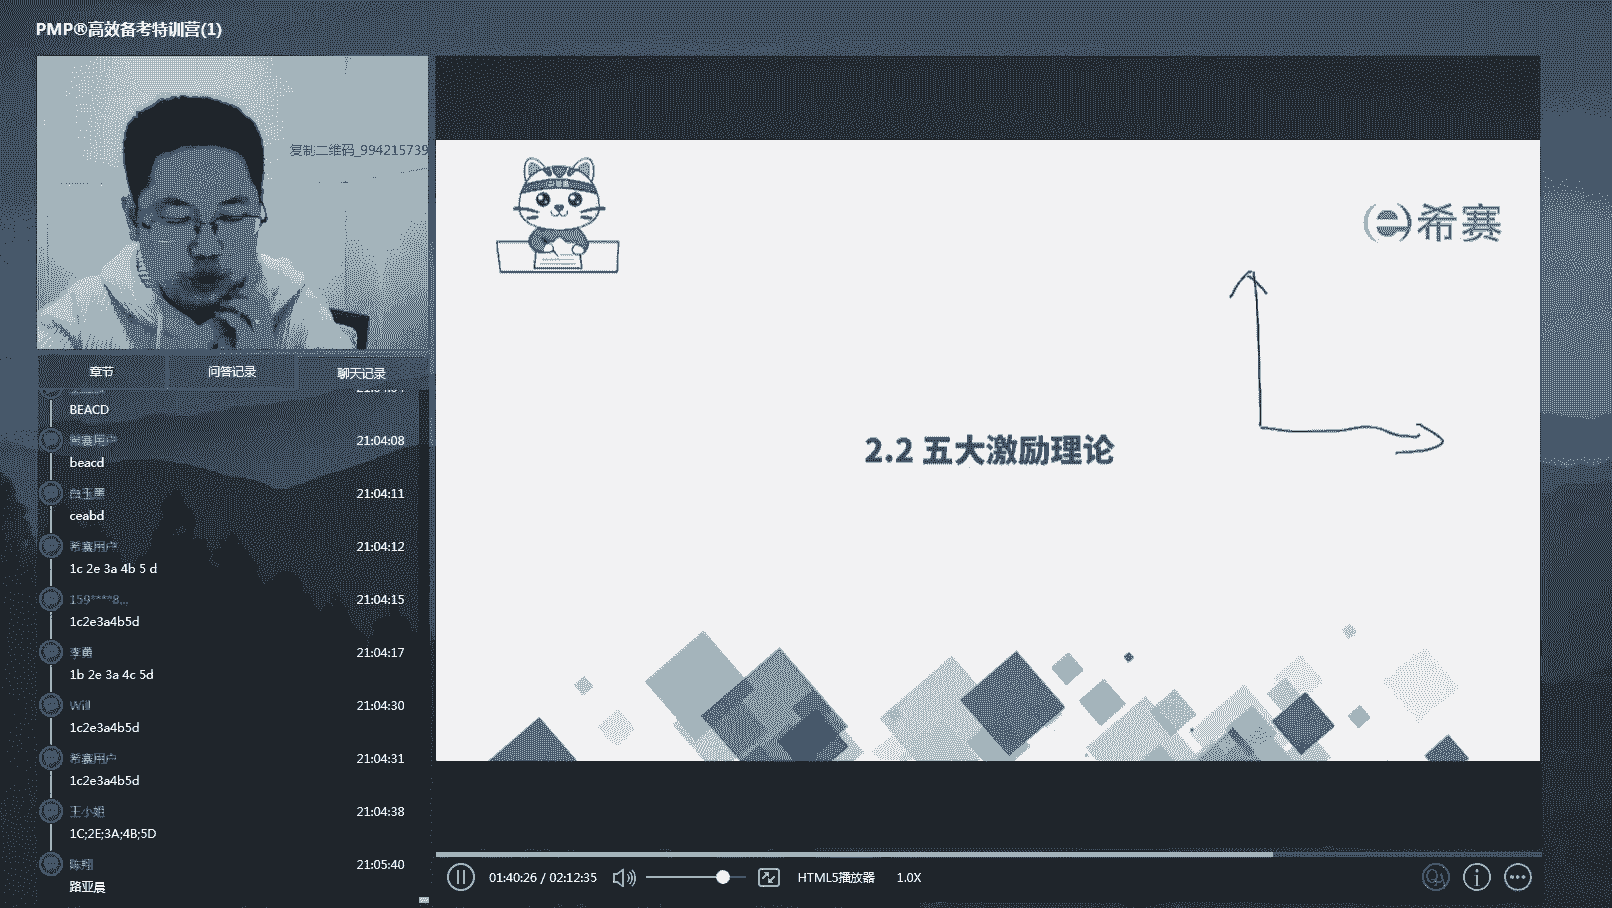 PMP®高效备考特训营(1)
复制二维码_994215739
章节
问答记录
聊天记录
BEACD
希赛用户
21:04:08
beacd
21:04:11
ceabd
希赛用户
21:04:12
1c 2e 3a 4b 5 d
159****8...
21:04:15
1c2e3a4b5d
21:04:17
1b 2e 3a 4c 5d
Will
21:04:30
1c2e3a4b5d
希赛用户
21:04:31
1c2e3a4b5d
王小姐
21:04:38
1C;2E;3A;4B;5D
陈翔
21:05:40
路亚晨
希赛
2.2 五大激励理论
01:40:26 / 02:12:35
HTML5播放器
1.0X